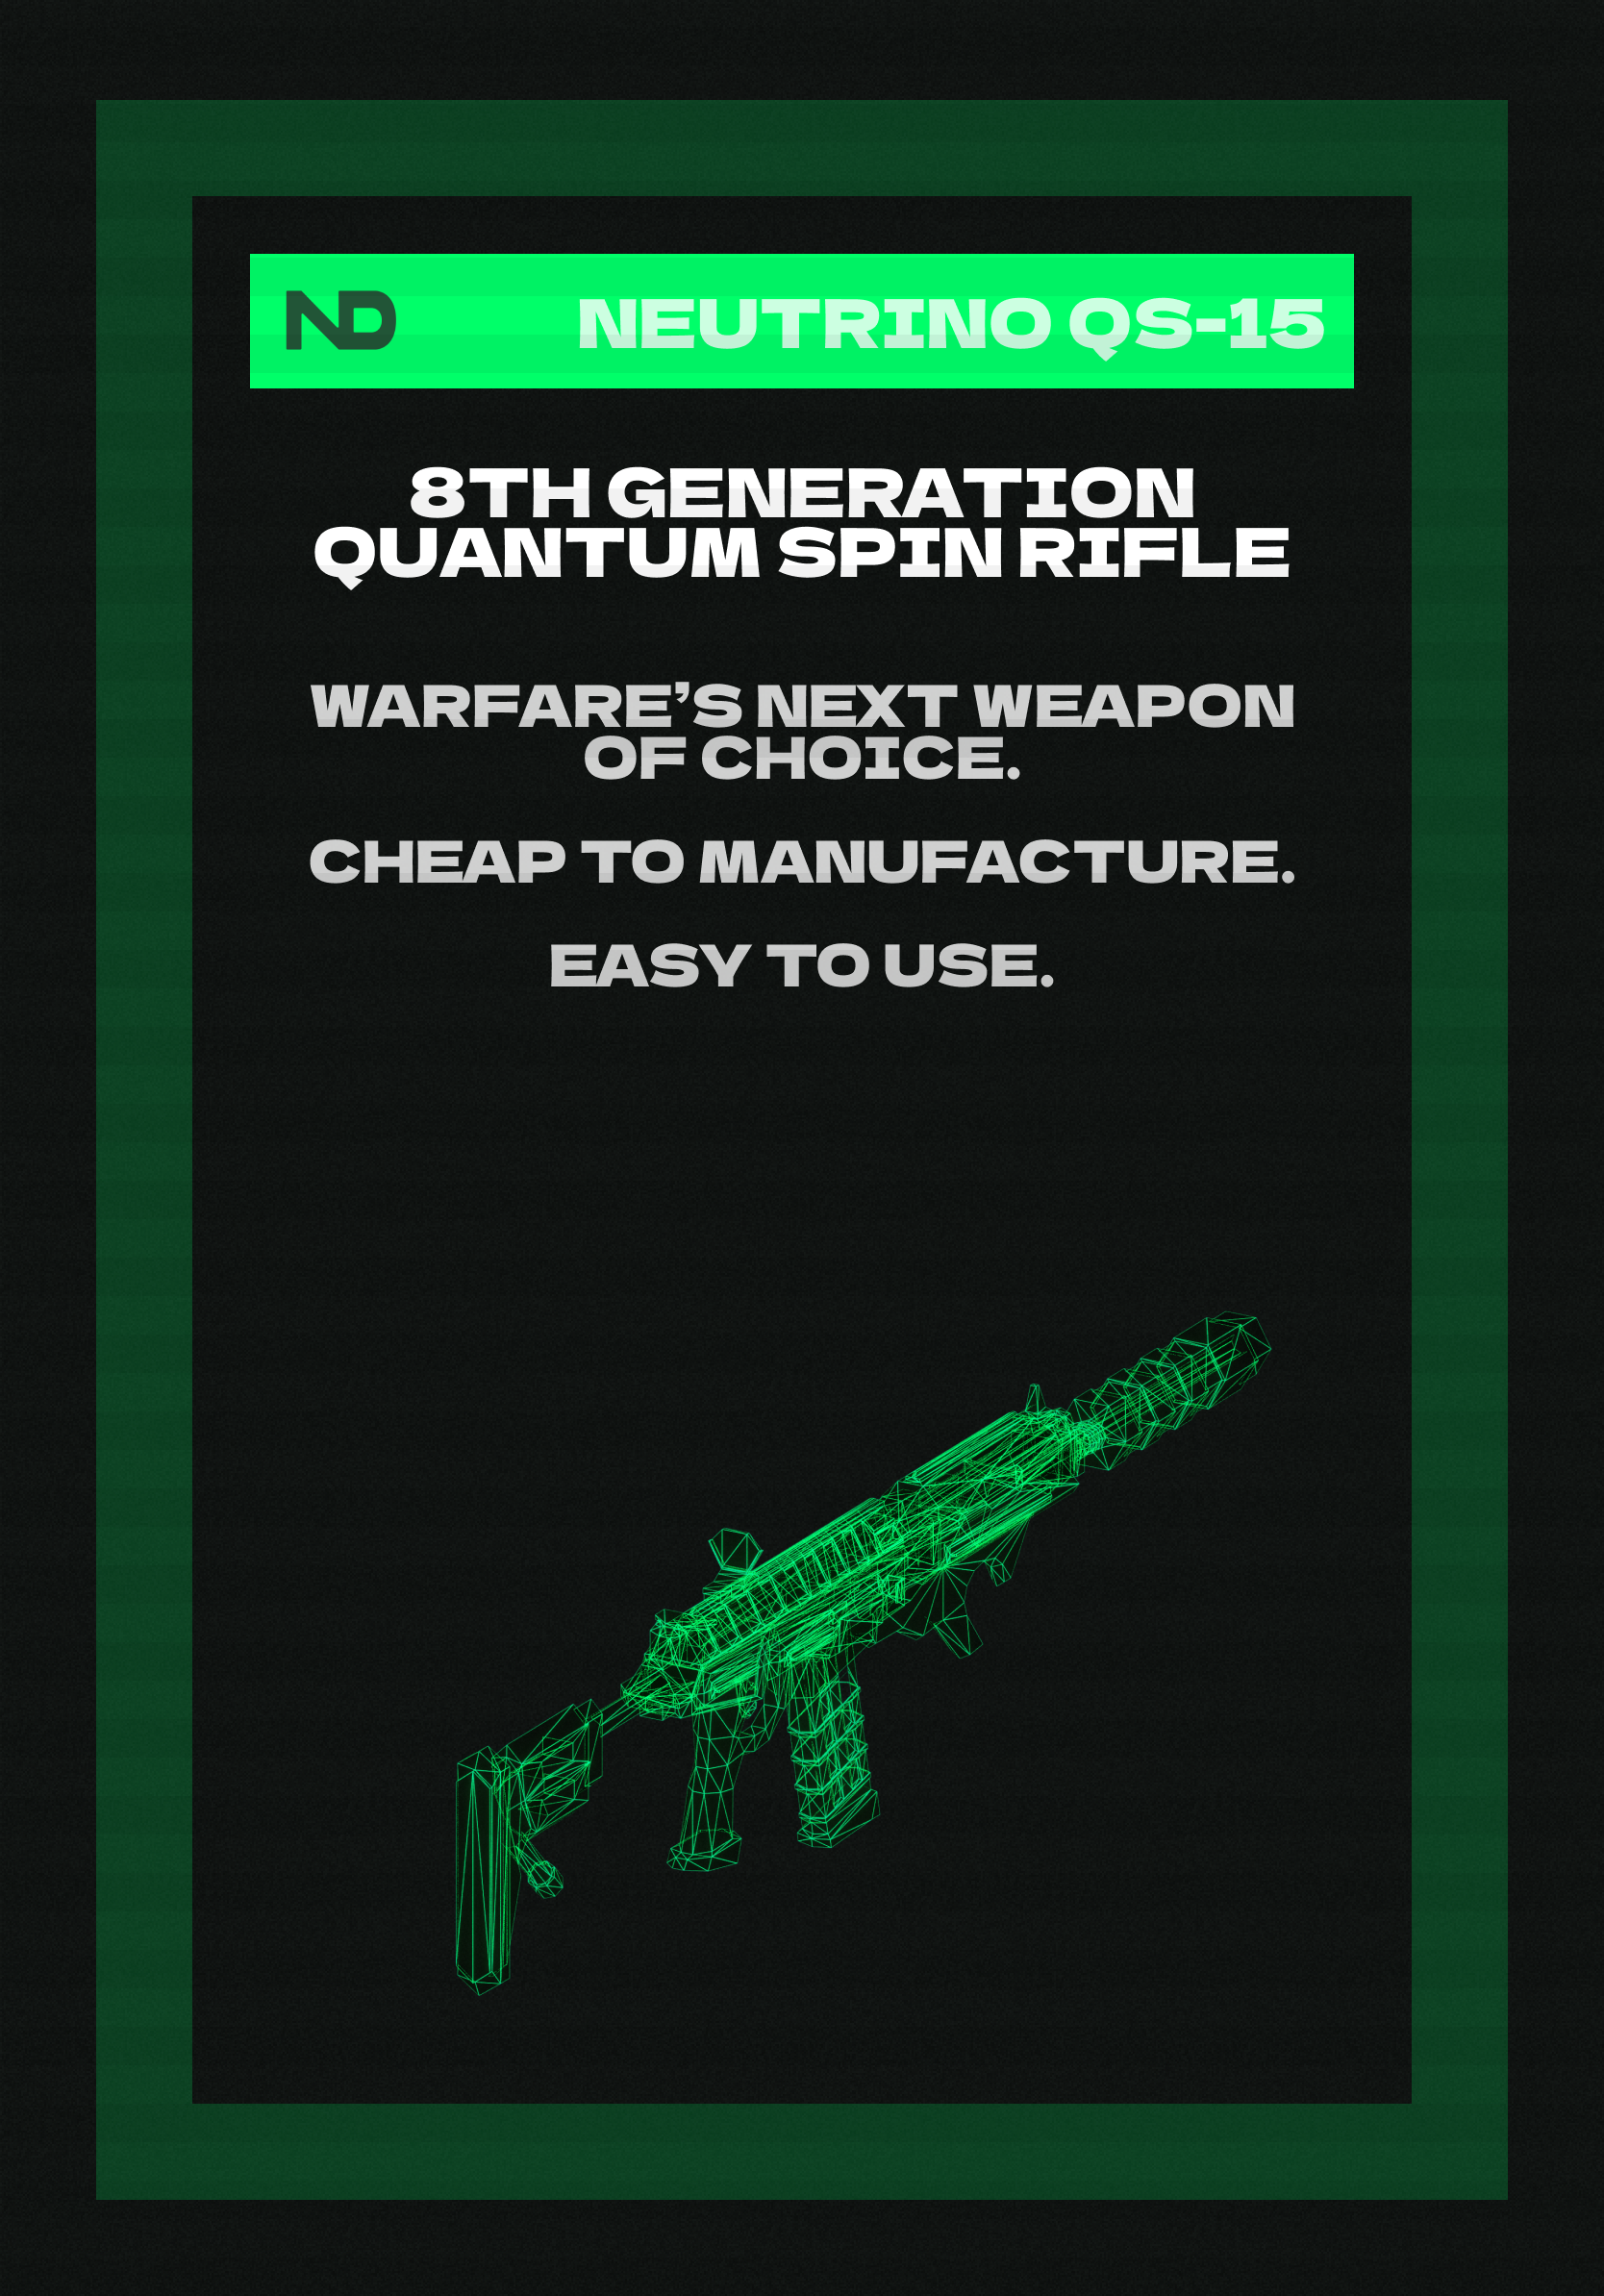 ND
NEUTRINO QS-15
8TH GENERATION
QUANTUM SPIN RIFLE
WARFARE’S NEXT WEAPON
OF CHOICE.
CHEAP TO MANUFACTURE.
EASY TO USE.